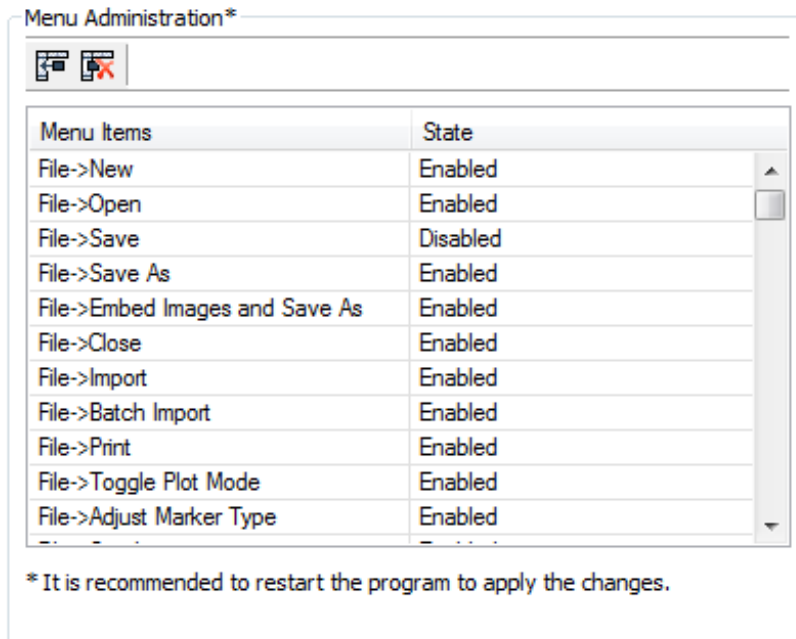 Menu Administration*
Menu Items State
File->New Enabled
File->Open Enabled
File->Save Disabled
File->Save As Enabled
File->Embed Images and Save As Enabled
File->Close Enabled
File->Import Enabled
File->Batch Import Enabled
File->Print Enabled
File->Toggle Plot Mode Enabled
File->Adjust Marker Type Enabled
* It is recommended to restart the program to apply the changes.